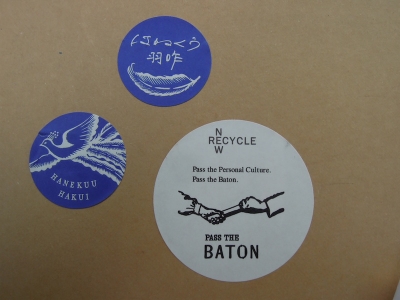 はねくう
羽咋
HANEKUU
HAKUI
N
RECYCLE
W
Pass the Personal Culture.
Pass the Baton.
PASS THE
BATON